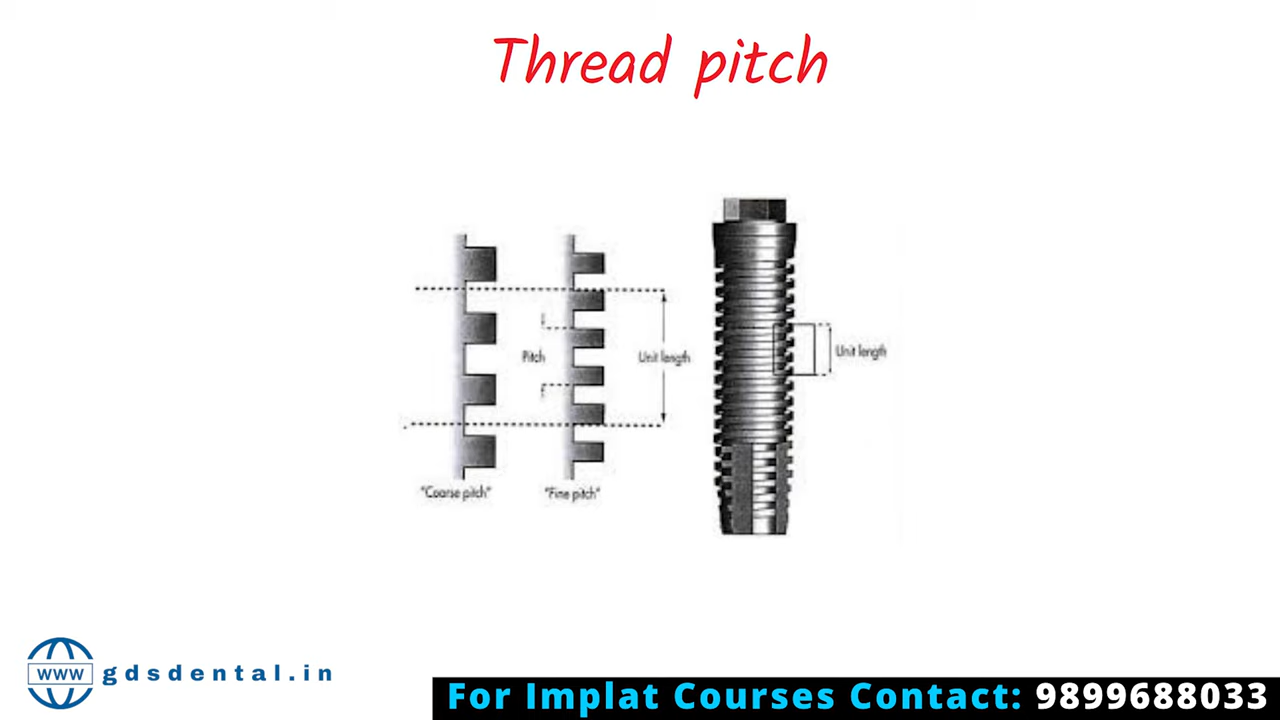 Thread pitch
Pitch
Unit length
Unit length
"Coarse pitch"
"Fine pitch"
www gdsdental.in
For Implat Courses Contact: 9899688033